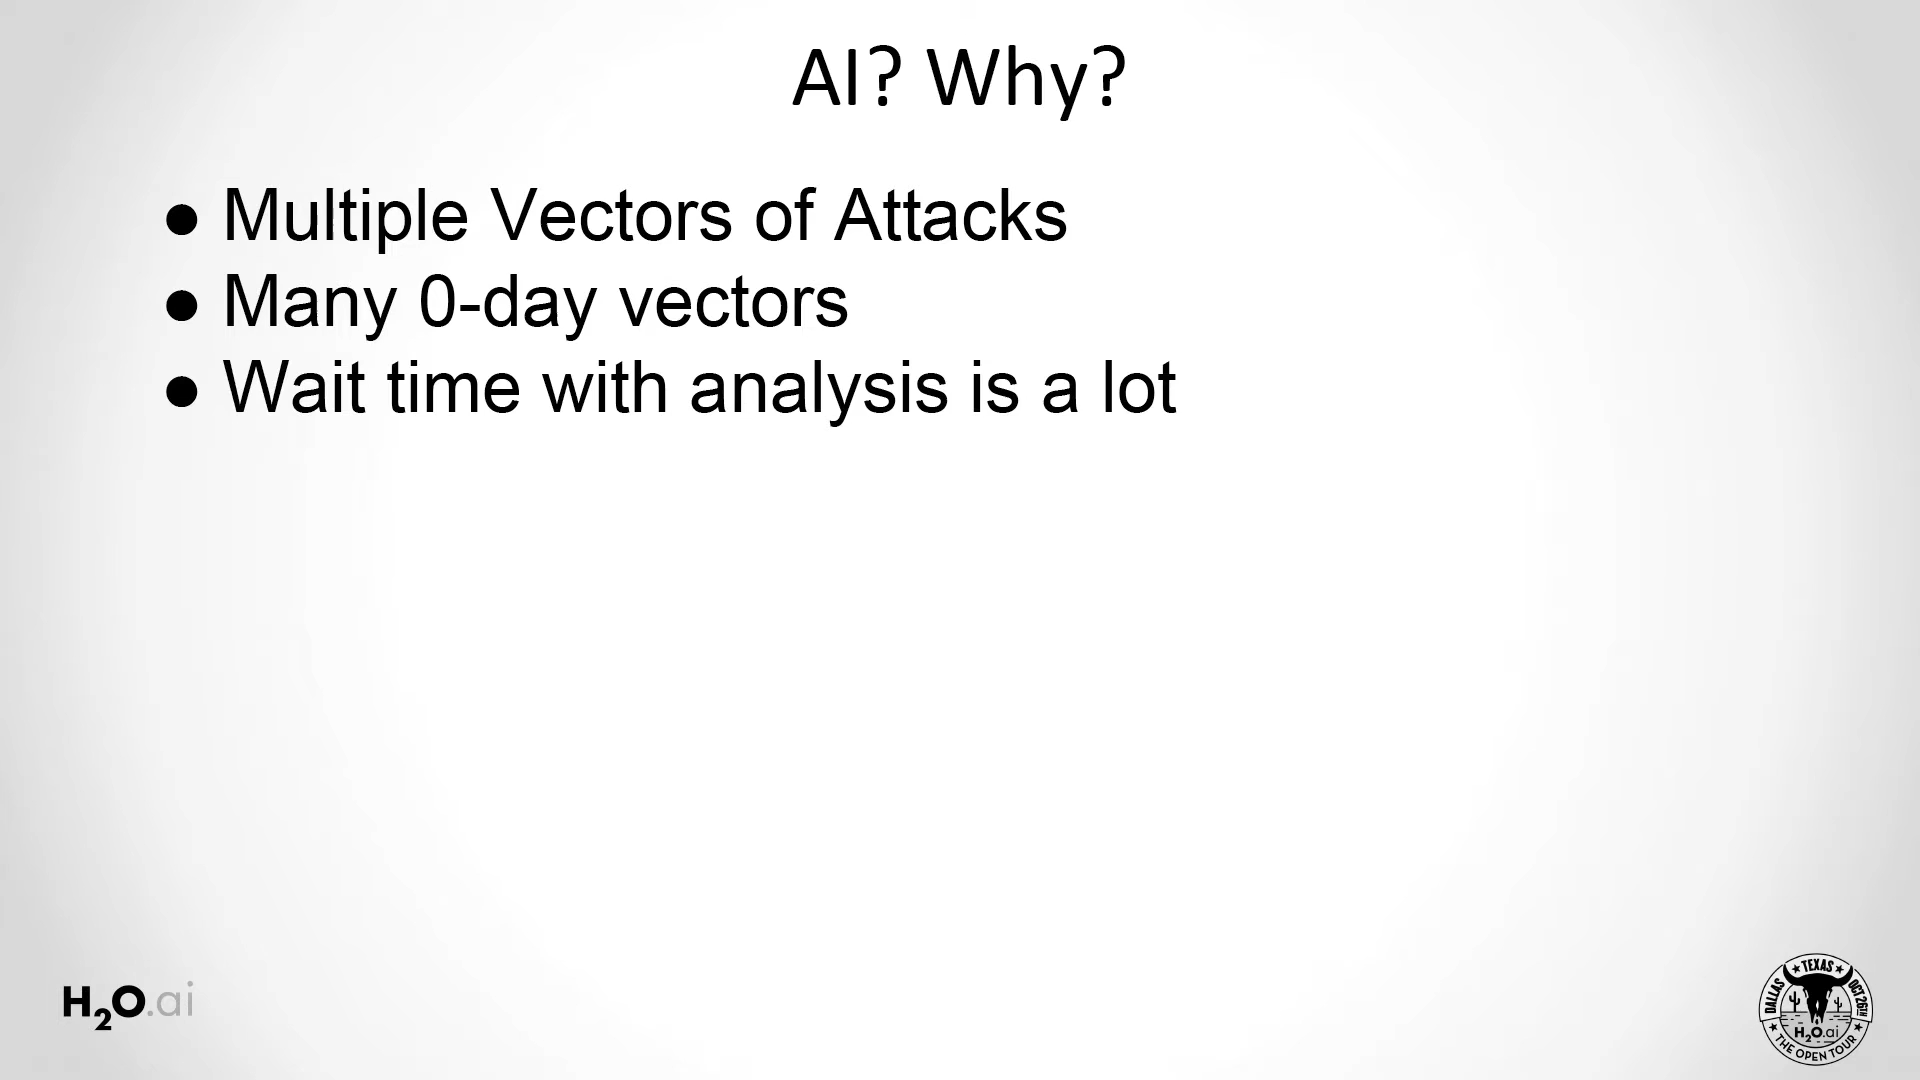 AI? Why?
● Multiple Vectors of Attacks
● Many 0-day vectors
● Wait time with analysis is a lot
H2O.ai
DALLAS ★ TEXAS ★ OCT 26TH
H2O.ai
★ THE OPEN TOUR ★